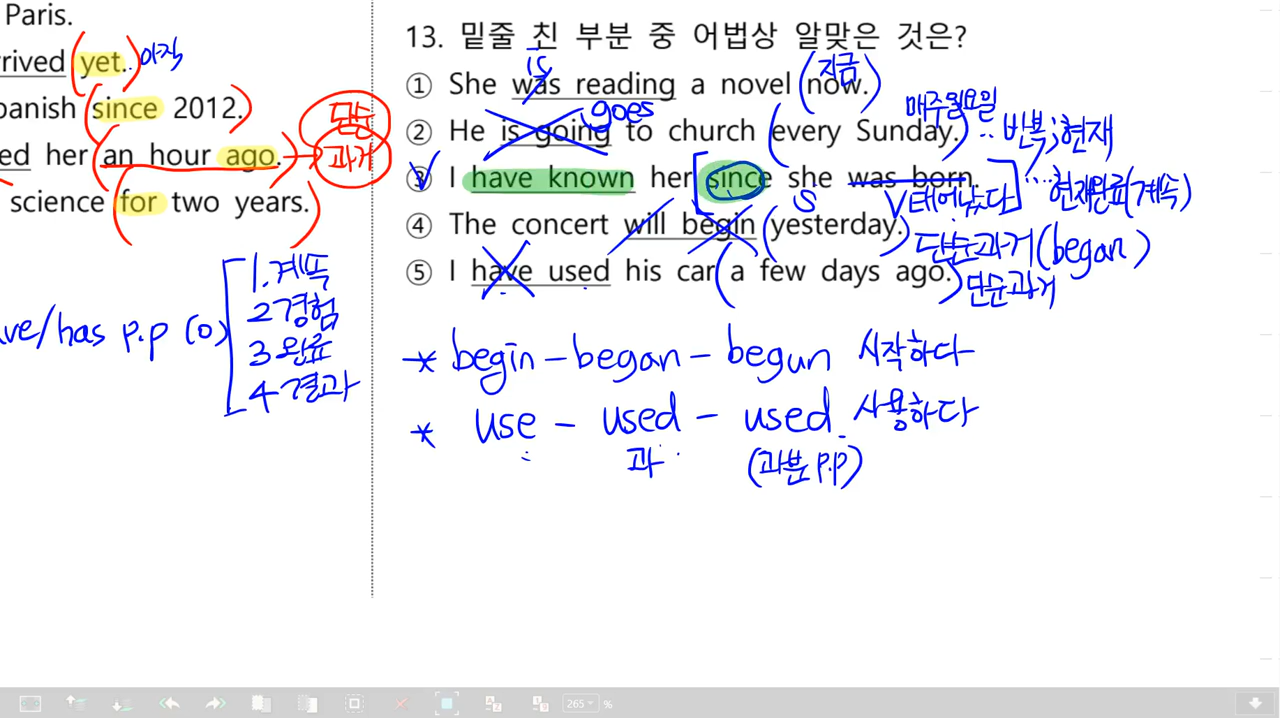 Paris.
rrived yet. 아직
panish since 2012.
단순
ed her an hour ago. 과거
science for two years.
1.계속
2경험
ve/has p.p (o)
3완료
4결과
13. 밑줄 친 부분 중 어법상 알맞은 것은?
is (지금)
① She was reading a novel now.
goes 매주일요일
② He is going to church every Sunday. 반복;현재
③ I have known her since she was born. 현재완료(계속)
S V태어났다
④ The concert will begin yesterday. 단순과거(began)
⑤ I have used his car a few days ago. 단순과거
* begin - began - begun 시작하다
* use - used - used 사용하다
과 (과분 p.p)
265 %